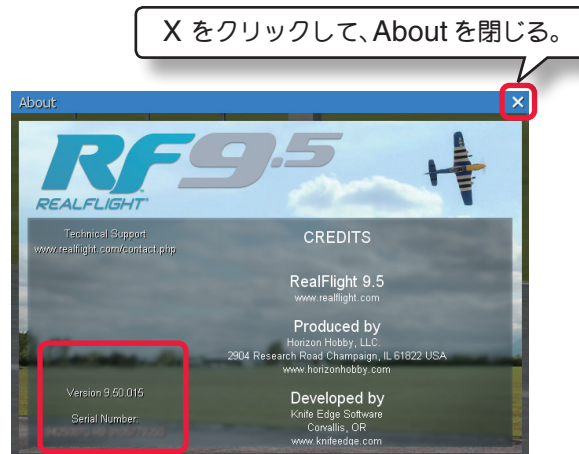 X をクリックして、About を閉じる。
About
RF9.5
REALFLIGHT
Technical Support
www.realflight.com/contact.php
Version 9.50.015
Serial Number:
CREDITS
RealFlight 9.5
www.realflight.com
Produced by
Horizon Hobby, LLC.
2904 Research Road Champaign, IL 61822 USA
www.horizonhobby.com
Developed by
Knife Edge Software
Corvallis, OR
www.knifeedge.com